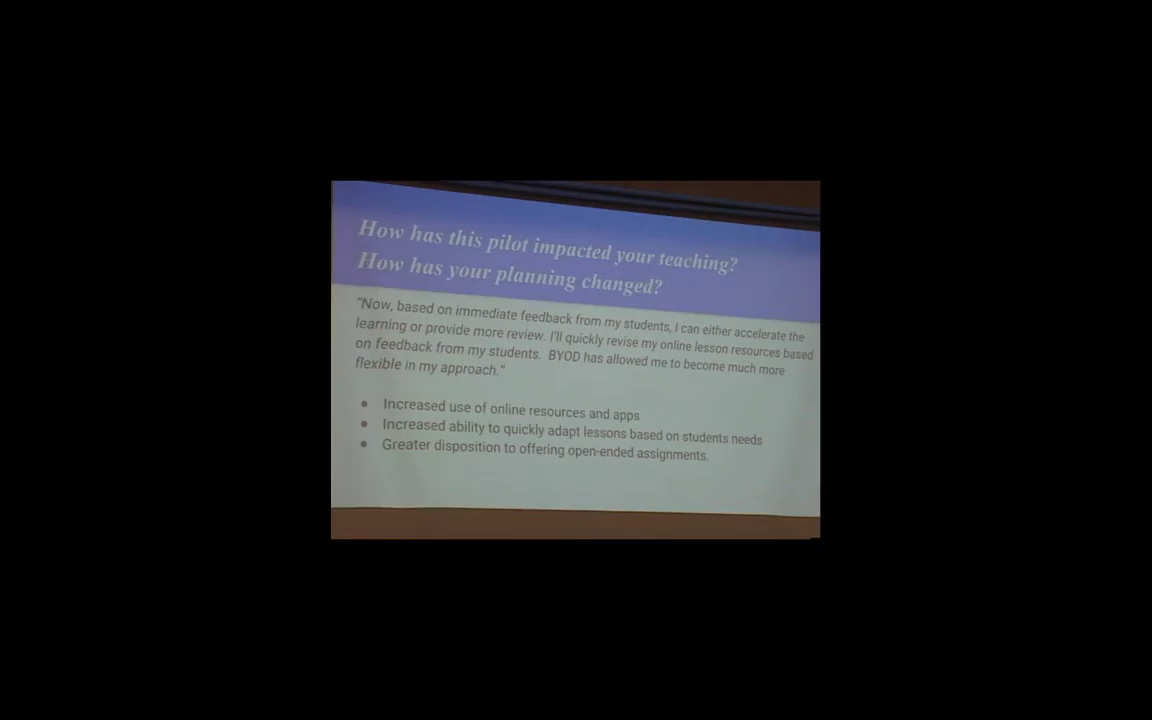 How has this pilot impacted your teaching?
How has your planning changed?
"Now, based on immediate feedback from my students, I can either accelerate the
learning or provide more review. I'll quickly revise my online lesson resources based
on feedback from my students. BYOD has allowed me to become much more
flexible in my approach."
● Increased use of online resources and apps
● Increased ability to quickly adapt lessons based on students needs
● Greater disposition to offering open-ended assignments.